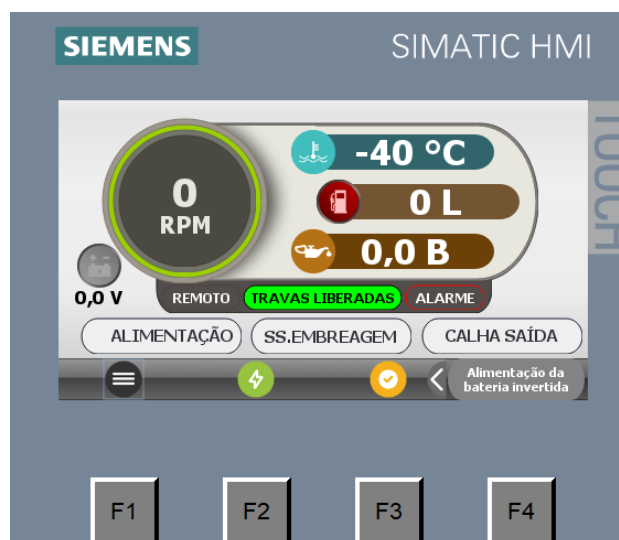 SIEMENS
SIMATIC HMI
TOUCH
-40 °C
0
RPM
0 L
0,0 B
0,0 V
REMOTO
TRAVAS LIBERADAS
ALARME
ALIMENTAÇÃO
SS.EMBREAGEM
CALHA SAÍDA
Alimentação da
bateria invertida
F1
F2
F3
F4